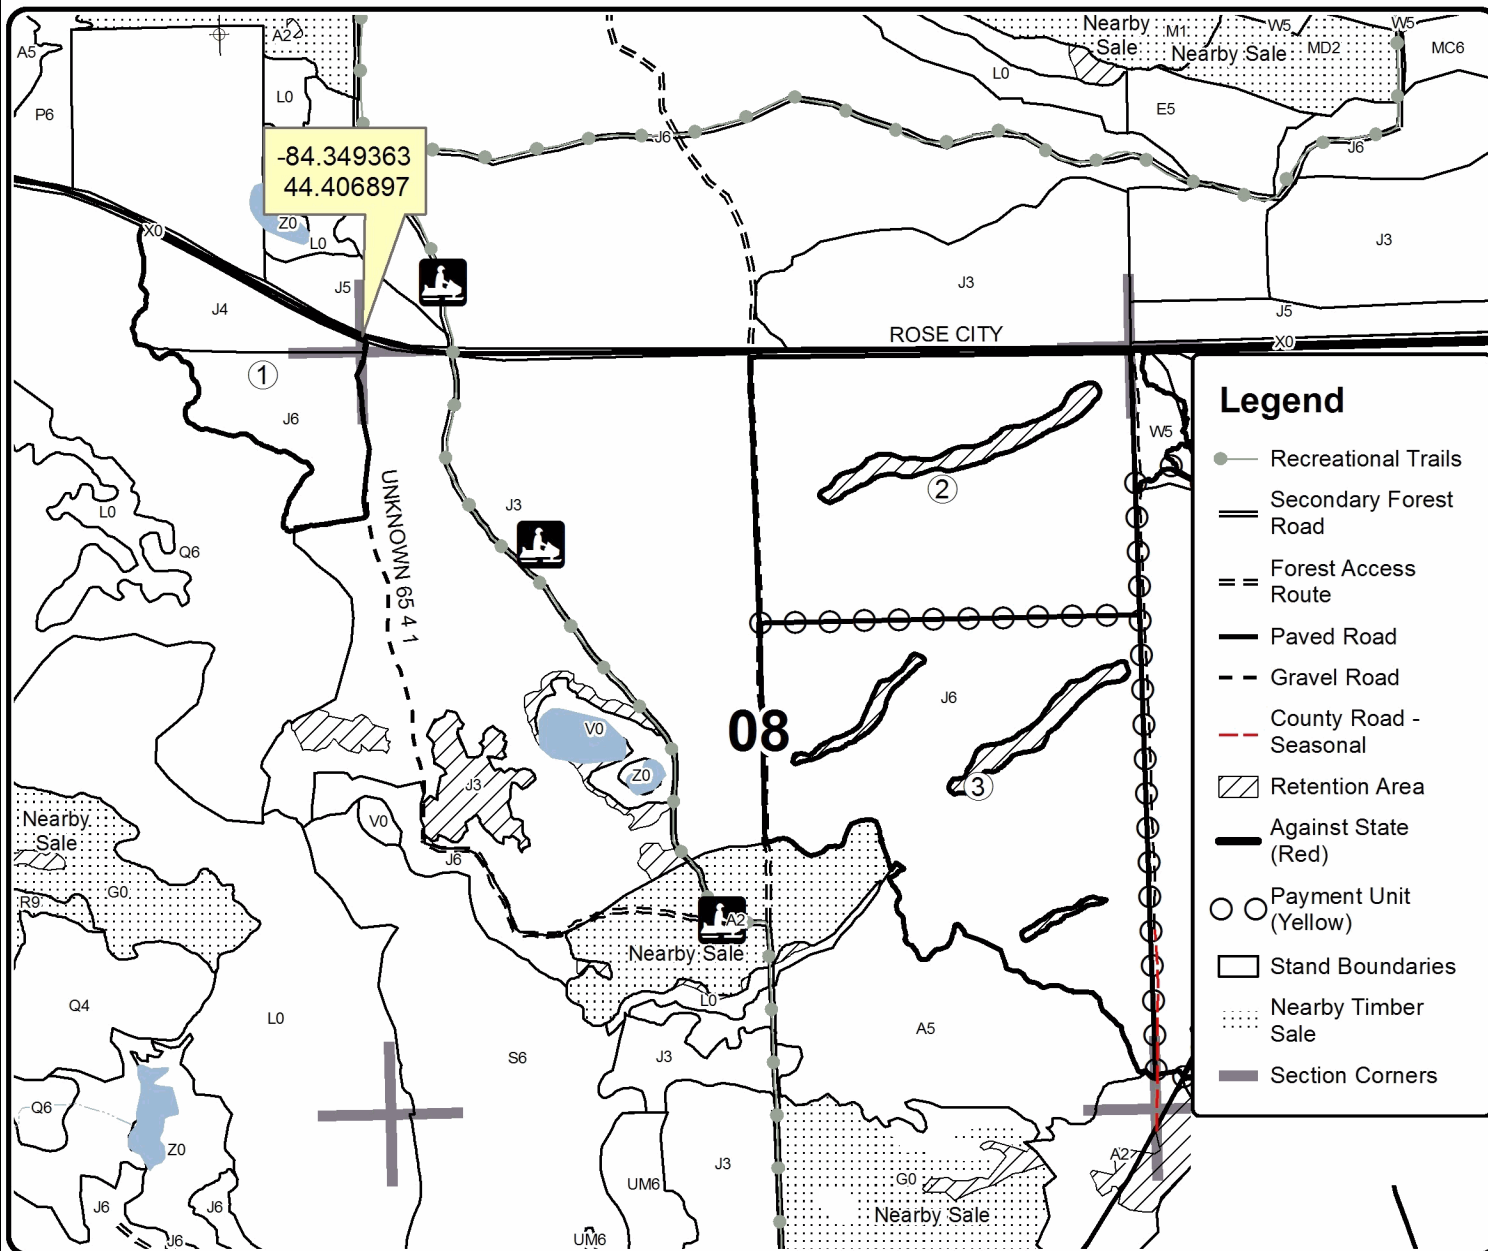 A5
A2
Nearby
Sale
M1
W5
Nearby Sale
MD2
W5
MC6
L0
L0
P6
E5
J6
J6
-84.349363
44.406897
X0
Z0
L0
J3
J5
J3
J4
J5
ROSE CITY
X0
1
J6
W5
2
J3
L0
Q6
UNKNOWN 65 4 1
J6
08
V0
Z0
J3
3
Nearby
Sale
V0
J6
G0
R9
A2
Nearby Sale
L0
Q4
L0
A5
S6
J3
Q6
Z0
A2
J3
G0
UM6
J6
J6
Nearby Sale
J6
UM6
Legend
Recreational Trails
Secondary Forest
Road
Forest Access
Route
Paved Road
Gravel Road
County Road -
Seasonal
Retention Area
Against State
(Red)
Payment Unit
(Yellow)
Stand Boundaries
Nearby Timber
Sale
Section Corners